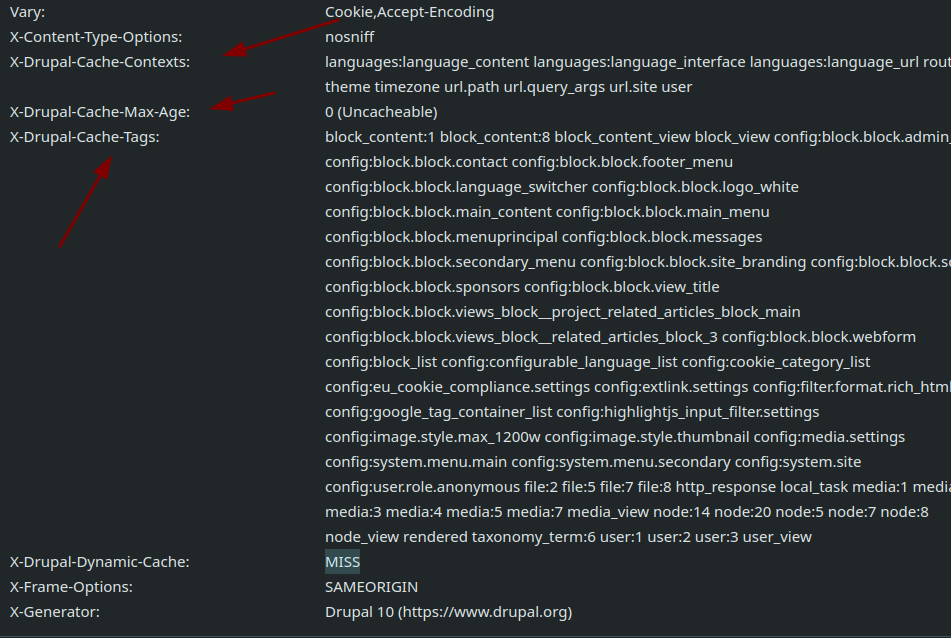 Vary: Cookie,Accept-Encoding
X-Content-Type-Options: nosniff
X-Drupal-Cache-Contexts: languages:language_content languages:language_interface languages:language_url rout
theme timezone url.path url.query_args url.site user
X-Drupal-Cache-Max-Age: 0 (Uncacheable)
X-Drupal-Cache-Tags: block_content:1 block_content:8 block_content_view block_view config:block.block.admin_
config:block.block.contact config:block.block.footer_menu
config:block.block.language_switcher config:block.block.logo_white
config:block.block.main_content config:block.block.main_menu
config:block.block.menuprincipal config:block.block.messages
config:block.block.secondary_menu config:block.block.site_branding config:block.block.so
config:block.block.sponsors config:block.block.view_title
config:block.block.views_block__project_related_articles_block_main
config:block.block.views_block__related_articles_block_3 config:block.block.webform
config:block_list config:configurable_language_list config:cookie_category_list
config:eu_cookie_compliance.settings config:extlink.settings config:filter.format.rich_html
config:google_tag_container_list config:highlightjs_input_filter.settings
config:image.style.max_1200w config:image.style.thumbnail config:media.settings
config:system.menu.main config:system.menu.secondary config:system.site
config:user.role.anonymous file:2 file:5 file:7 file:8 http_response local_task media:1 media
media:3 media:4 media:5 media:7 media_view node:14 node:20 node:5 node:7 node:8
node_view rendered taxonomy_term:6 user:1 user:2 user:3 user_view
X-Drupal-Dynamic-Cache: MISS
X-Frame-Options: SAMEORIGIN
X-Generator: Drupal 10 (https://www.drupal.org)